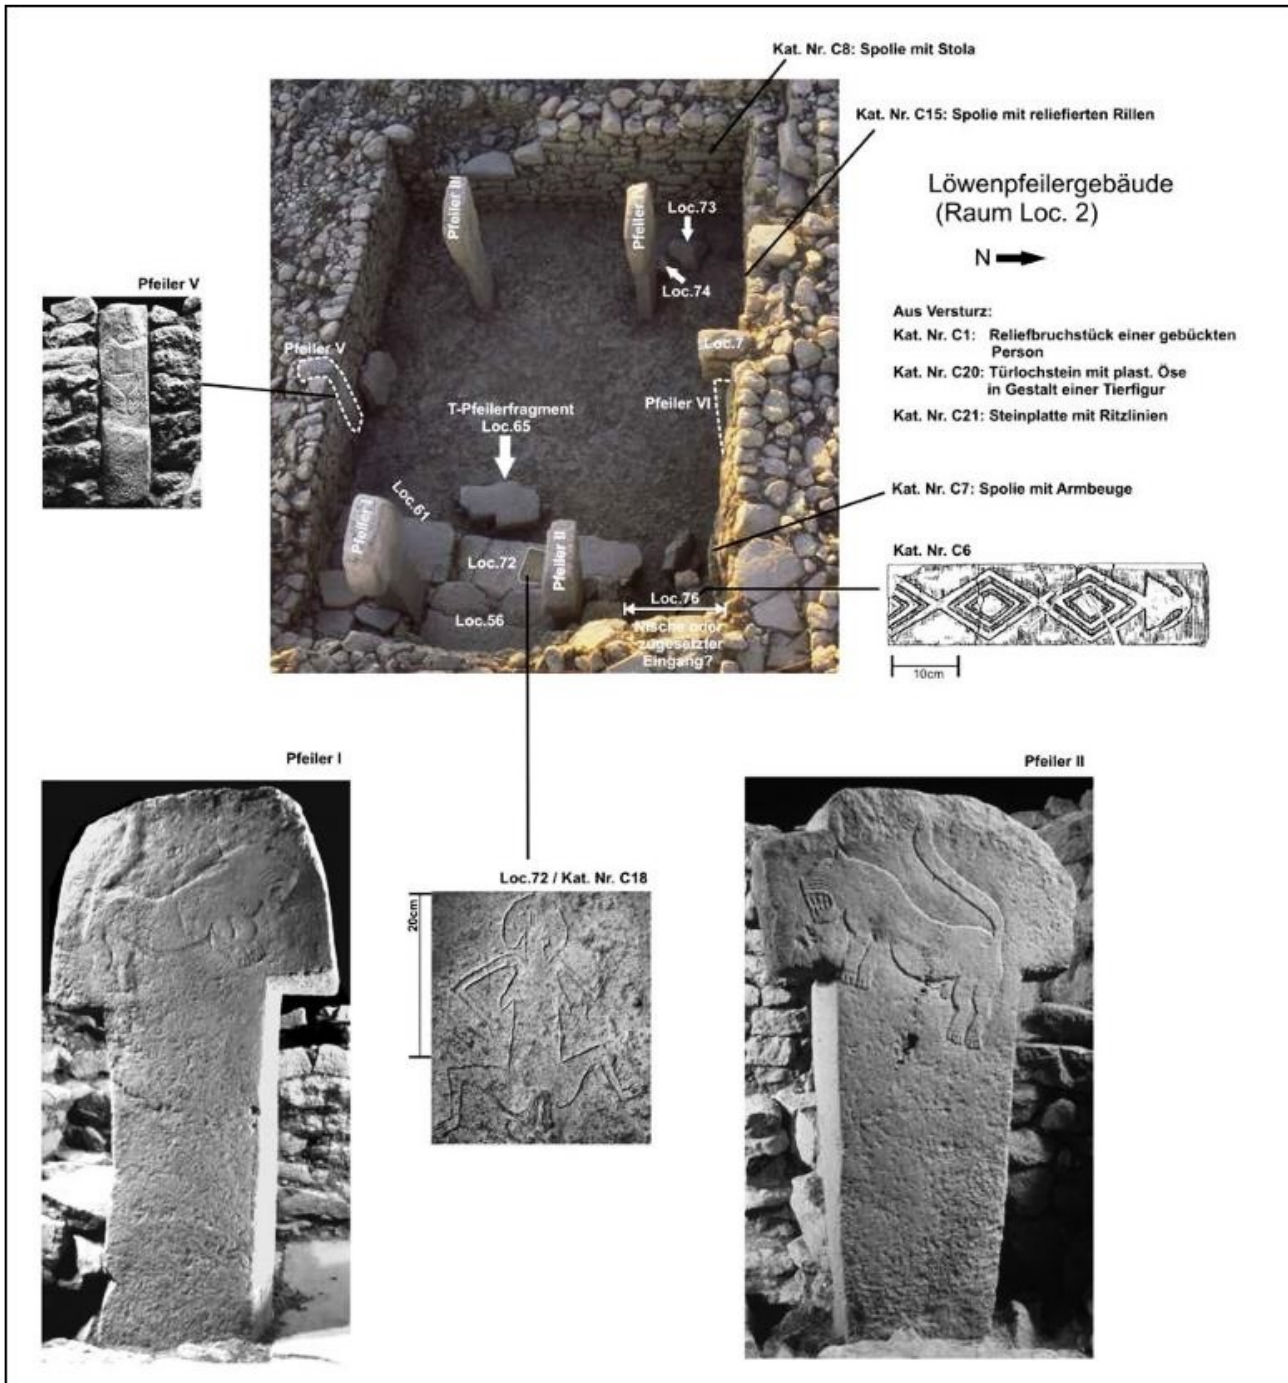 Kat. Nr. C8: Spolie mit Stola
Kat. Nr. C15: Spolie mit reliefierten Rillen
Löwenpfeilergebäude
(Raum Loc. 2)
N
Aus Versturz:
Kat. Nr. C1: Reliefbruchstück einer gebückten
Person
Kat. Nr. C20: Türlochstein mit plast. Öse
in Gestalt einer Tierfigur
Kat. Nr. C21: Steinplatte mit Ritzlinien
Pfeiler V
Pfeiler III
Loc.73
Loc.74
Loc.7
Pfeiler V
Pfeiler VI
T-Pfeilerfragment
Loc.65
Kat. Nr. C7: Spolie mit Armbeuge
Loc.61
Pfeiler I
Loc.72
Pfeiler II
Kat. Nr. C6
Loc.76
Loc.56
Nische oder
zugesetzter
Eingang?
10cm
Pfeiler I
Pfeiler II
Loc.72 / Kat. Nr. C18
20cm